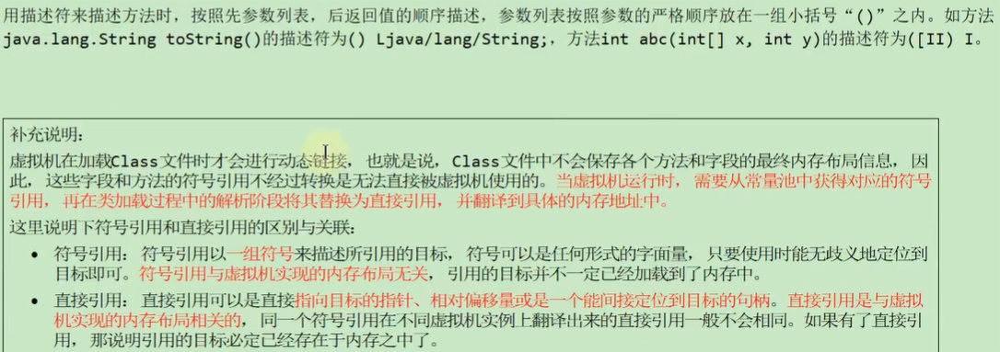 用描述符来描述方法时，按照先参数列表，后返回值的顺序描述，参数列表按照参数的严格顺序放在一组小括号“()”之内。如方法
java.lang.String toString()的描述符为() Ljava/lang/String;，方法int abc(int[] x, int y)的描述符为([II) I。
补充说明：
虚拟机在加载Class文件时才会进行动态链接，也就是说，Class文件中不会保存各个方法和字段的最终内存布局信息，因
此，这些字段和方法的符号引用不经过转换是无法直接被虚拟机使用的。当虚拟机运行时，需要从常量池中获得对应的符号
引用，再在类加载过程中的解析阶段将其替换为直接引用，并翻译到具体的内存地址中。
这里说明下符号引用和直接引用的区别与关联：
• 符号引用：符号引用以一组符号来描述所引用的目标，符号可以是任何形式的字面量，只要使用时能无歧义地定位到
目标即可。符号引用与虚拟机实现的内存布局无关，引用的目标并不一定已经加载到了内存中。
• 直接引用：直接引用可以是直接指向目标的指针、相对偏移量或是一个能间接定位到目标的句柄。直接引用是与虚拟
机实现的内存布局相关的，同一个符号引用在不同虚拟机实例上翻译出来的直接引用一般不会相同。如果有了直接引
用，那说明引用的目标必定已经存在于内存之中了。